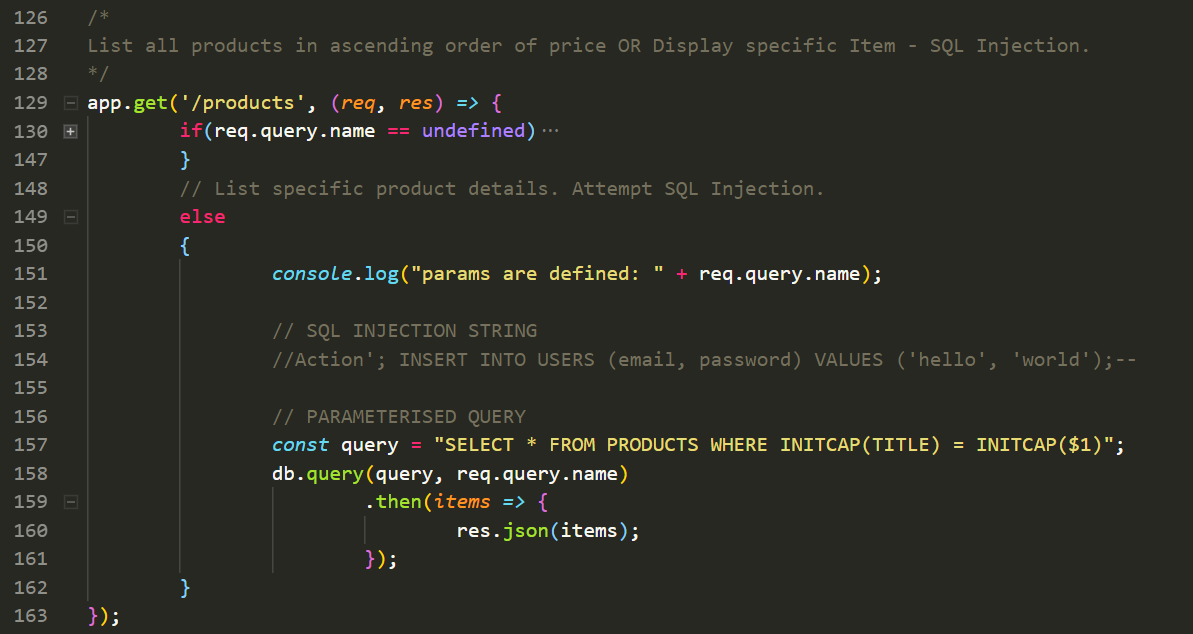 126 /*
127 List all products in ascending order of price OR Display specific Item - SQL Injection.
128 */
129 app.get('/products', (req, res) => {
130 if(req.query.name == undefined)···
147 }
148 // List specific product details. Attempt SQL Injection.
149 else
150 {
151 console.log("params are defined: " + req.query.name);
152
153 // SQL INJECTION STRING
154 //Action'; INSERT INTO USERS (email, password) VALUES ('hello', 'world');--
155
156 // PARAMETERISED QUERY
157 const query = "SELECT * FROM PRODUCTS WHERE INITCAP(TITLE) = INITCAP($1)";
158 db.query(query, req.query.name)
159 .then(items => {
160 res.json(items);
161 });
162 }
163 });